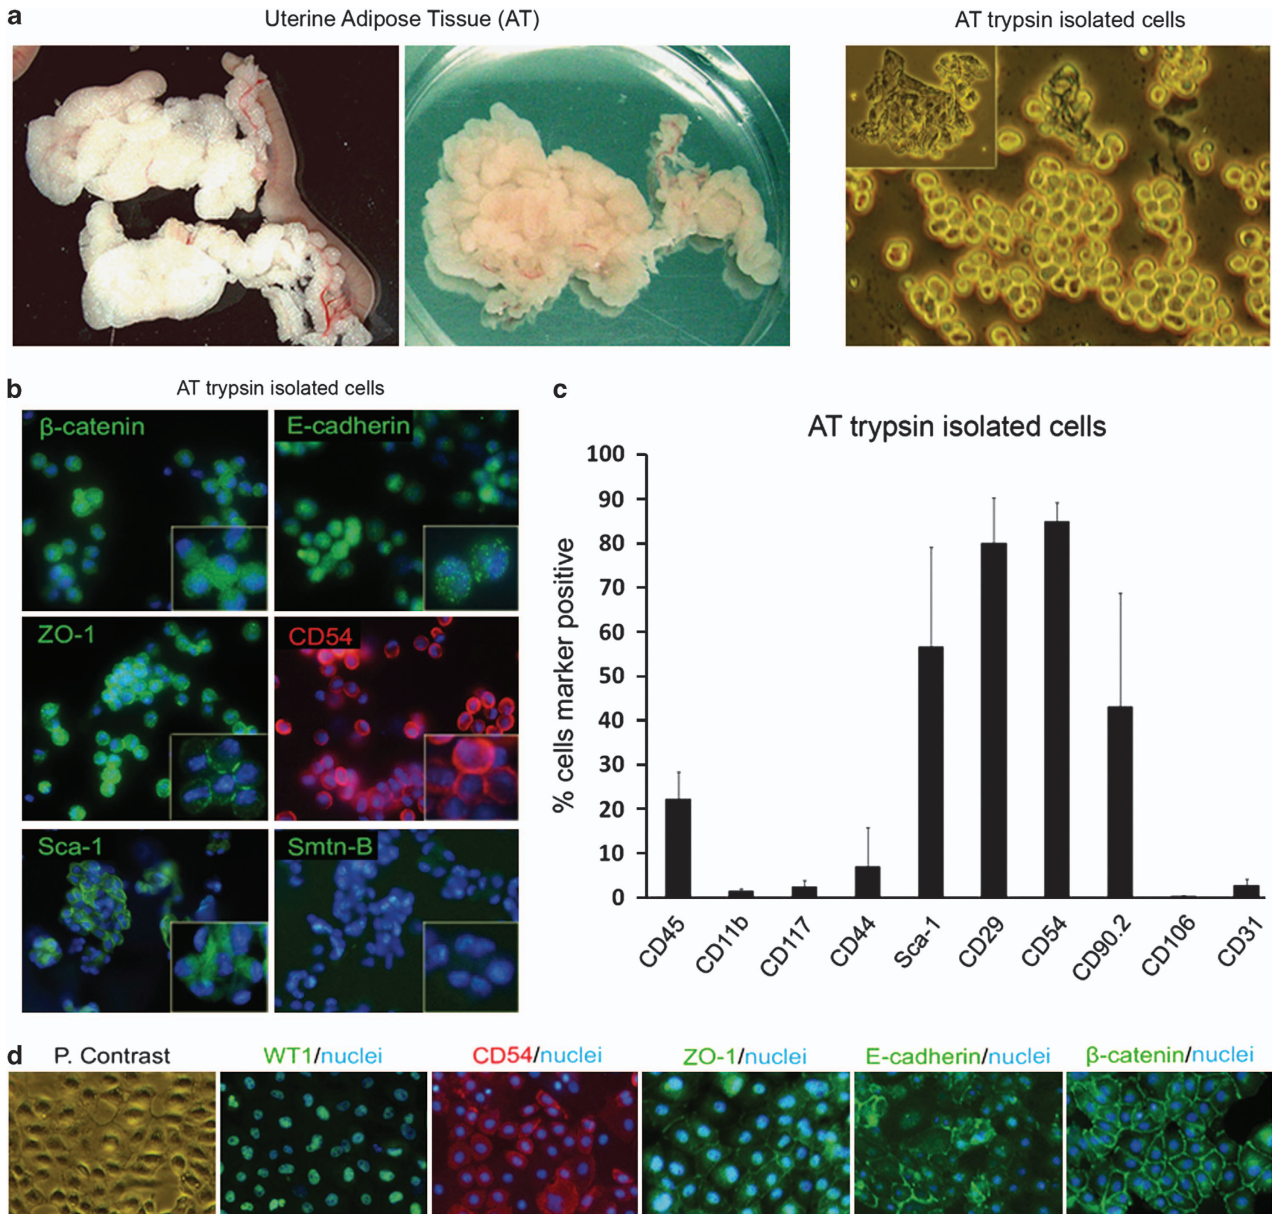 a
Uterine Adipose Tissue (AT)
AT trypsin isolated cells
b
AT trypsin isolated cells
β-catenin
E-cadherin
ZO-1
CD54
Sca-1
Smtn-B
c
AT trypsin isolated cells
% cells marker positive
100
90
80
70
60
50
40
30
20
10
0
CD45
CD11b
CD117
CD44
Sca-1
CD29
CD54
CD90.2
CD106
CD31
d
P. Contrast
WT1/nuclei
CD54/nuclei
ZO-1/nuclei
E-cadherin/nuclei
β-catenin/nuclei